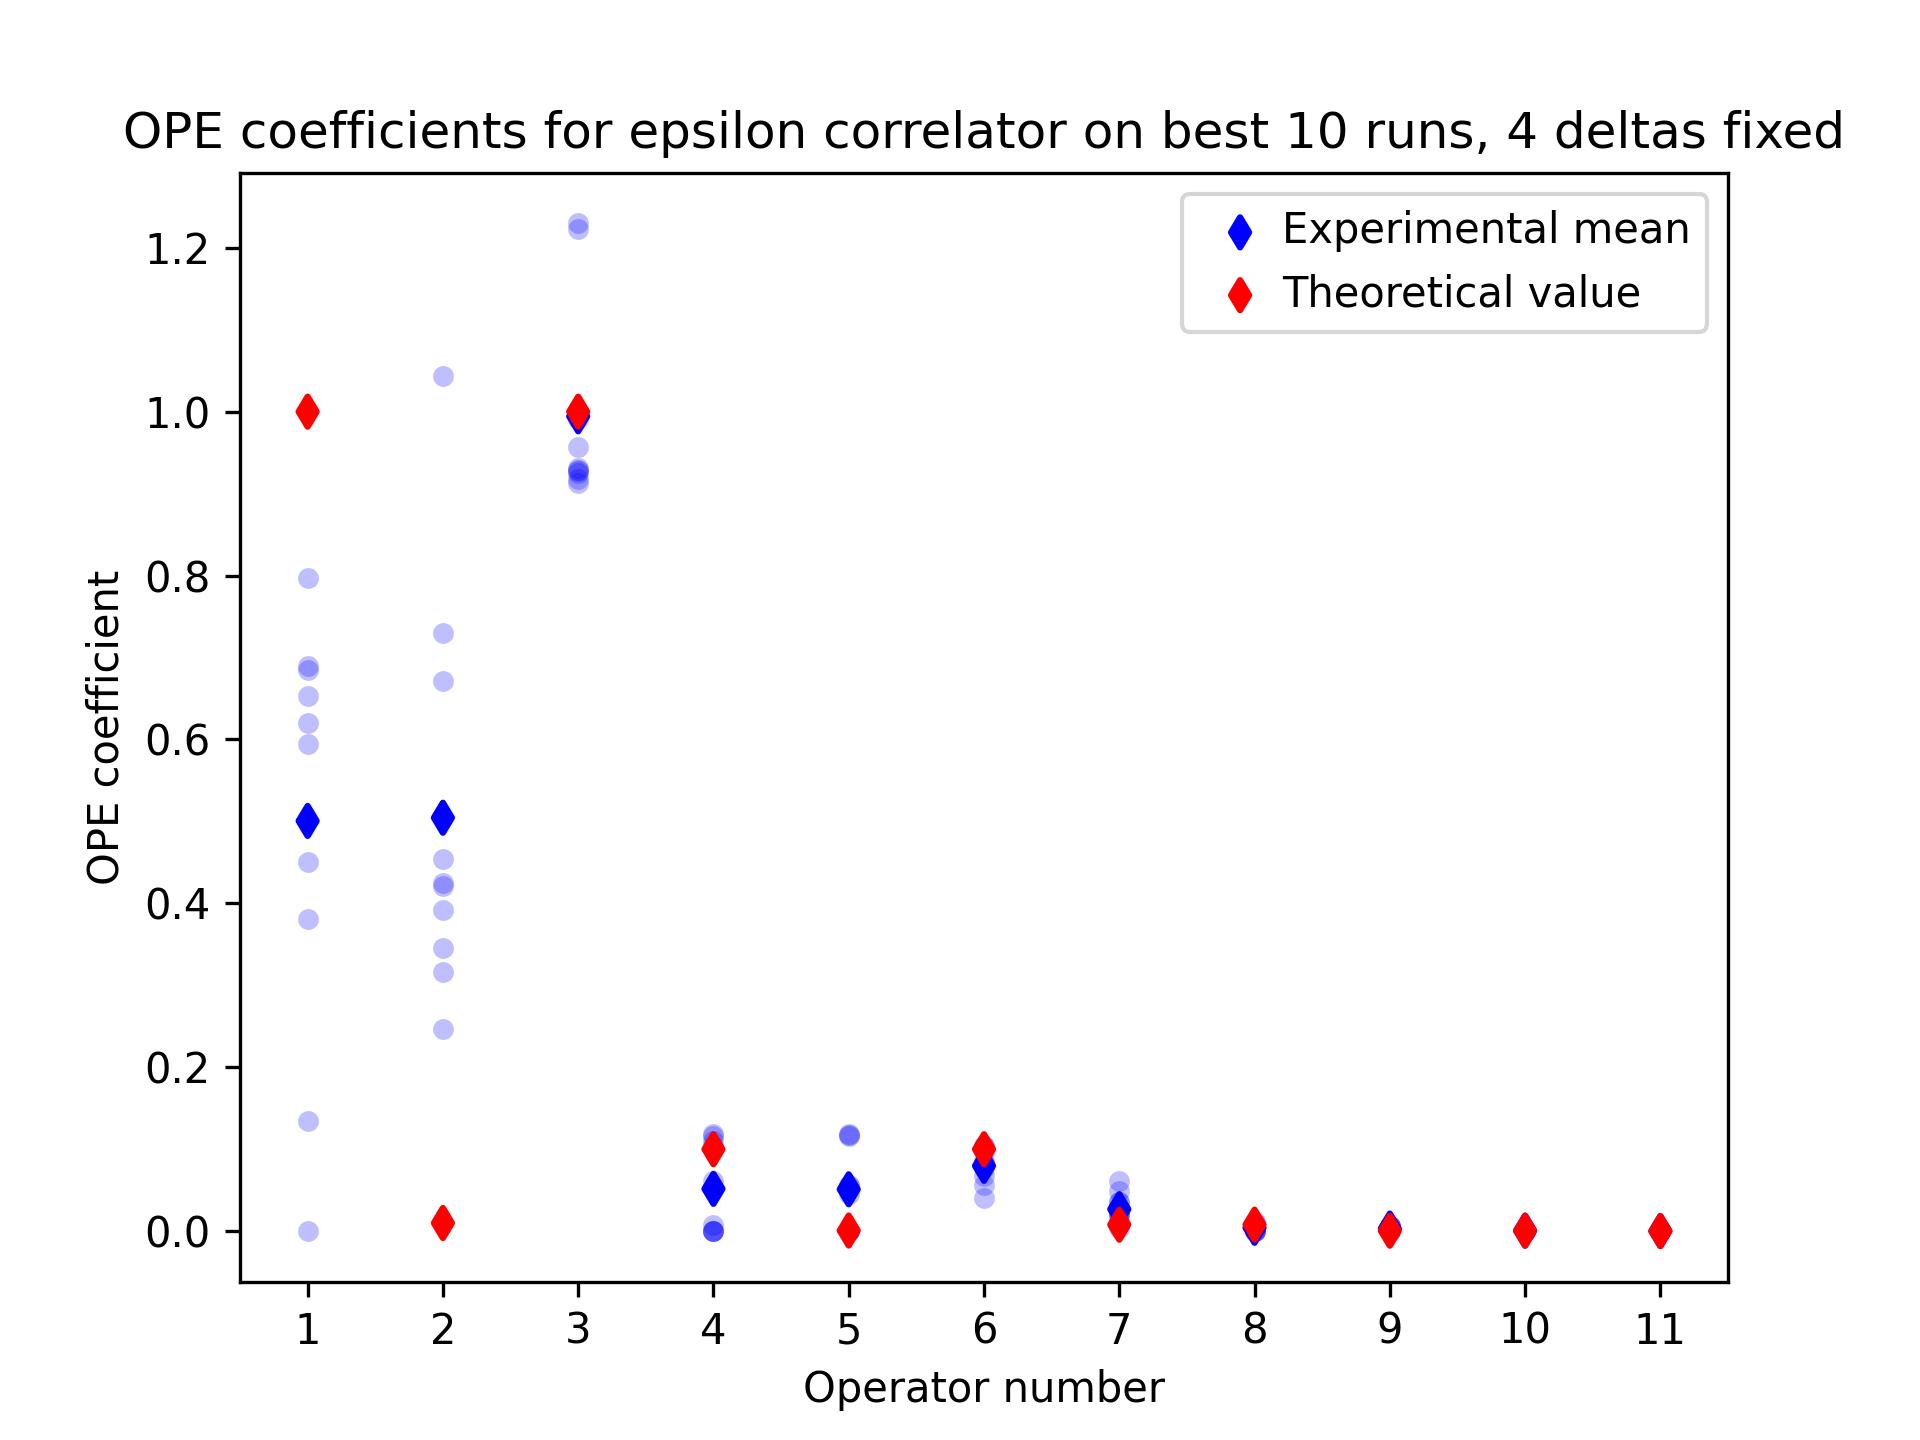 OPE coefficients for epsilon correlator on best 10 runs, 4 deltas fixed
Experimental mean
Theoretical value
OPE coefficient
1.2
1.0
0.8
0.6
0.4
0.2
0.0
1 2 3 4 5 6 7 8 9 10 11
Operator number